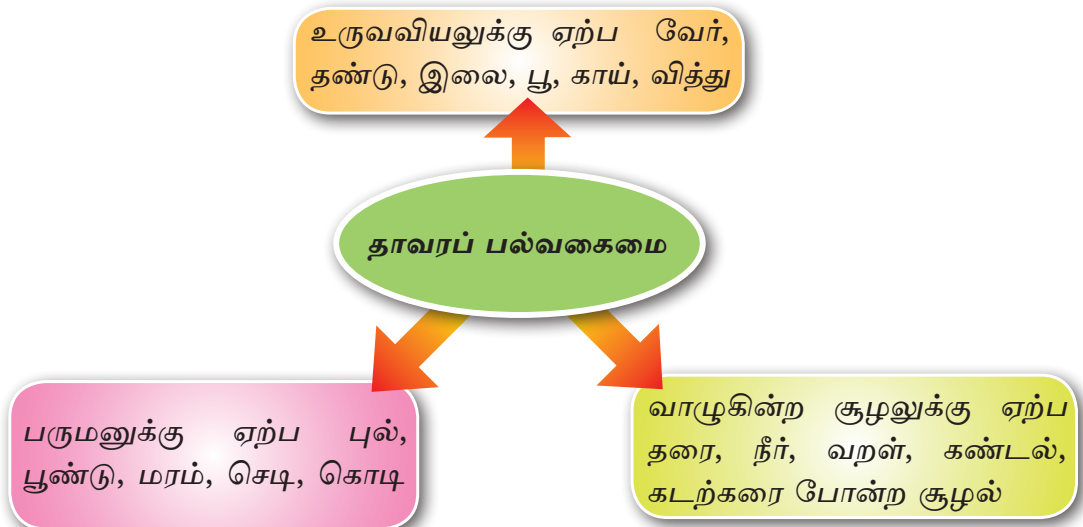 உருவவியலுக்கு ஏற்ப வேர்,
தண்டு, இலை, பூ, காய், வித்து
தாவரப் பல்வகைமை
பருமனுக்கு ஏற்ப புல்,
பூண்டு, மரம், செடி, கொடி
வாழுகின்ற சூழலுக்கு ஏற்ப
தரை, நீர், வறள், கண்டல்,
கடற்கரை போன்ற சூழல்